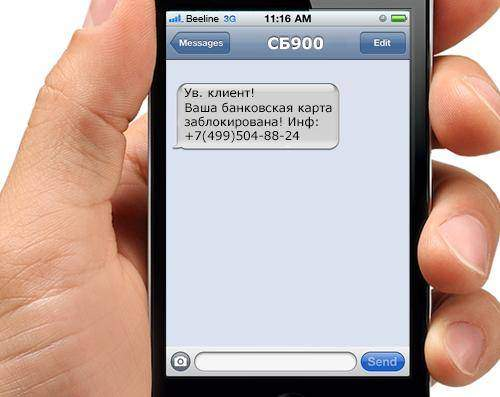 Beeline 3G 11:16 AM
Messages СБ900 Edit
Ув. клиент!
Ваша банковская карта
заблокирована! Инф:
+7(499)504-88-24
Send